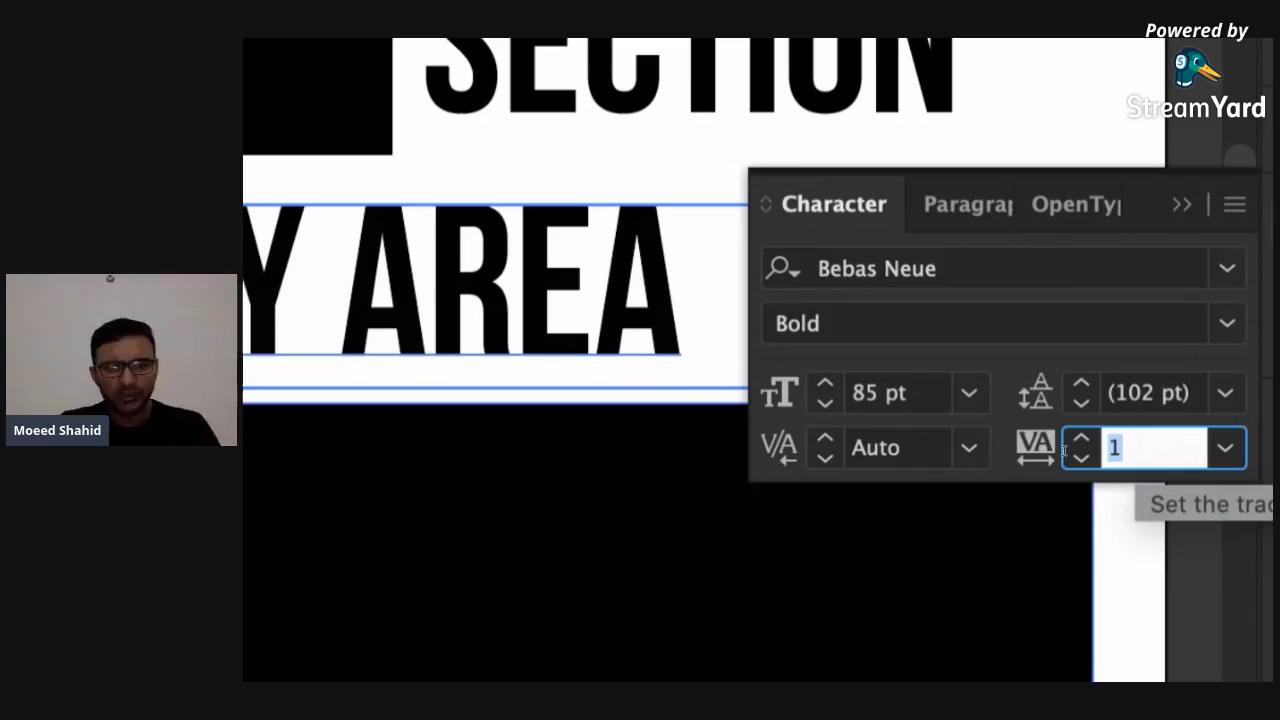 Powered by
StreamYard
SECTION
Y AREA
Character
Paragra
OpenTy
Bebas Neue
Bold
85 pt
(102 pt)
Auto
1
Set the tra
Moeed Shahid